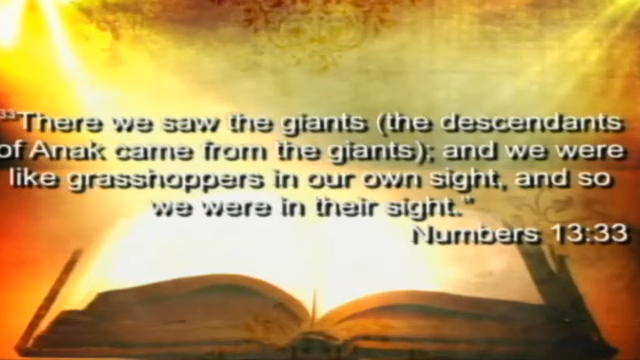 33"There we saw the giants (the descendants
of Anak came from the giants); and we were
like grasshoppers in our own sight, and so
we were in their sight."
Numbers 13:33